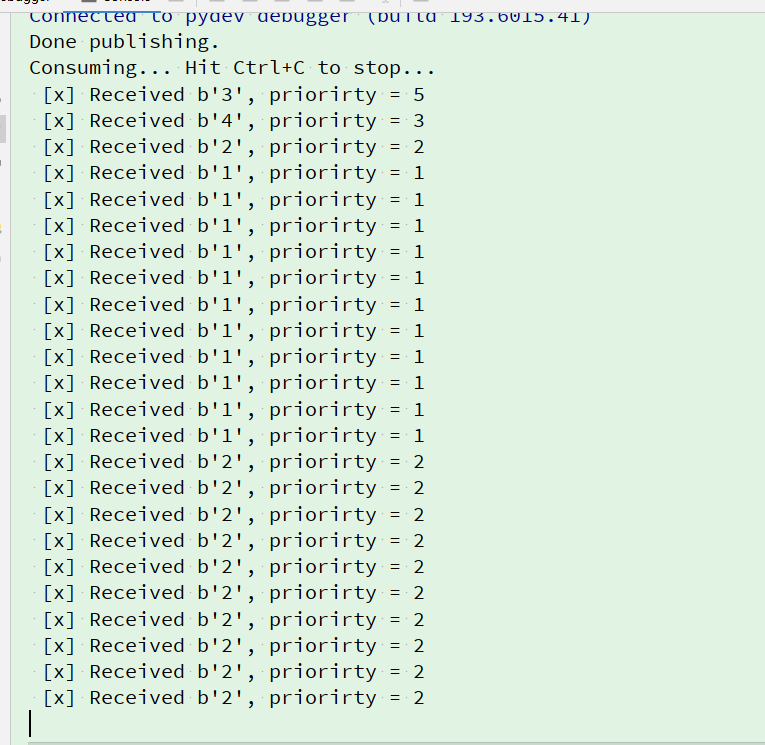 Connected to pydev debugger (build 193.6015.41)
Done publishing.
Consuming... Hit Ctrl+C to stop...
[x] Received b'3', priorirty = 5
[x] Received b'4', priorirty = 3
[x] Received b'2', priorirty = 2
[x] Received b'1', priorirty = 1
[x] Received b'1', priorirty = 1
[x] Received b'1', priorirty = 1
[x] Received b'1', priorirty = 1
[x] Received b'1', priorirty = 1
[x] Received b'1', priorirty = 1
[x] Received b'1', priorirty = 1
[x] Received b'1', priorirty = 1
[x] Received b'1', priorirty = 1
[x] Received b'1', priorirty = 1
[x] Received b'1', priorirty = 1
[x] Received b'2', priorirty = 2
[x] Received b'2', priorirty = 2
[x] Received b'2', priorirty = 2
[x] Received b'2', priorirty = 2
[x] Received b'2', priorirty = 2
[x] Received b'2', priorirty = 2
[x] Received b'2', priorirty = 2
[x] Received b'2', priorirty = 2
[x] Received b'2', priorirty = 2
[x] Received b'2', priorirty = 2